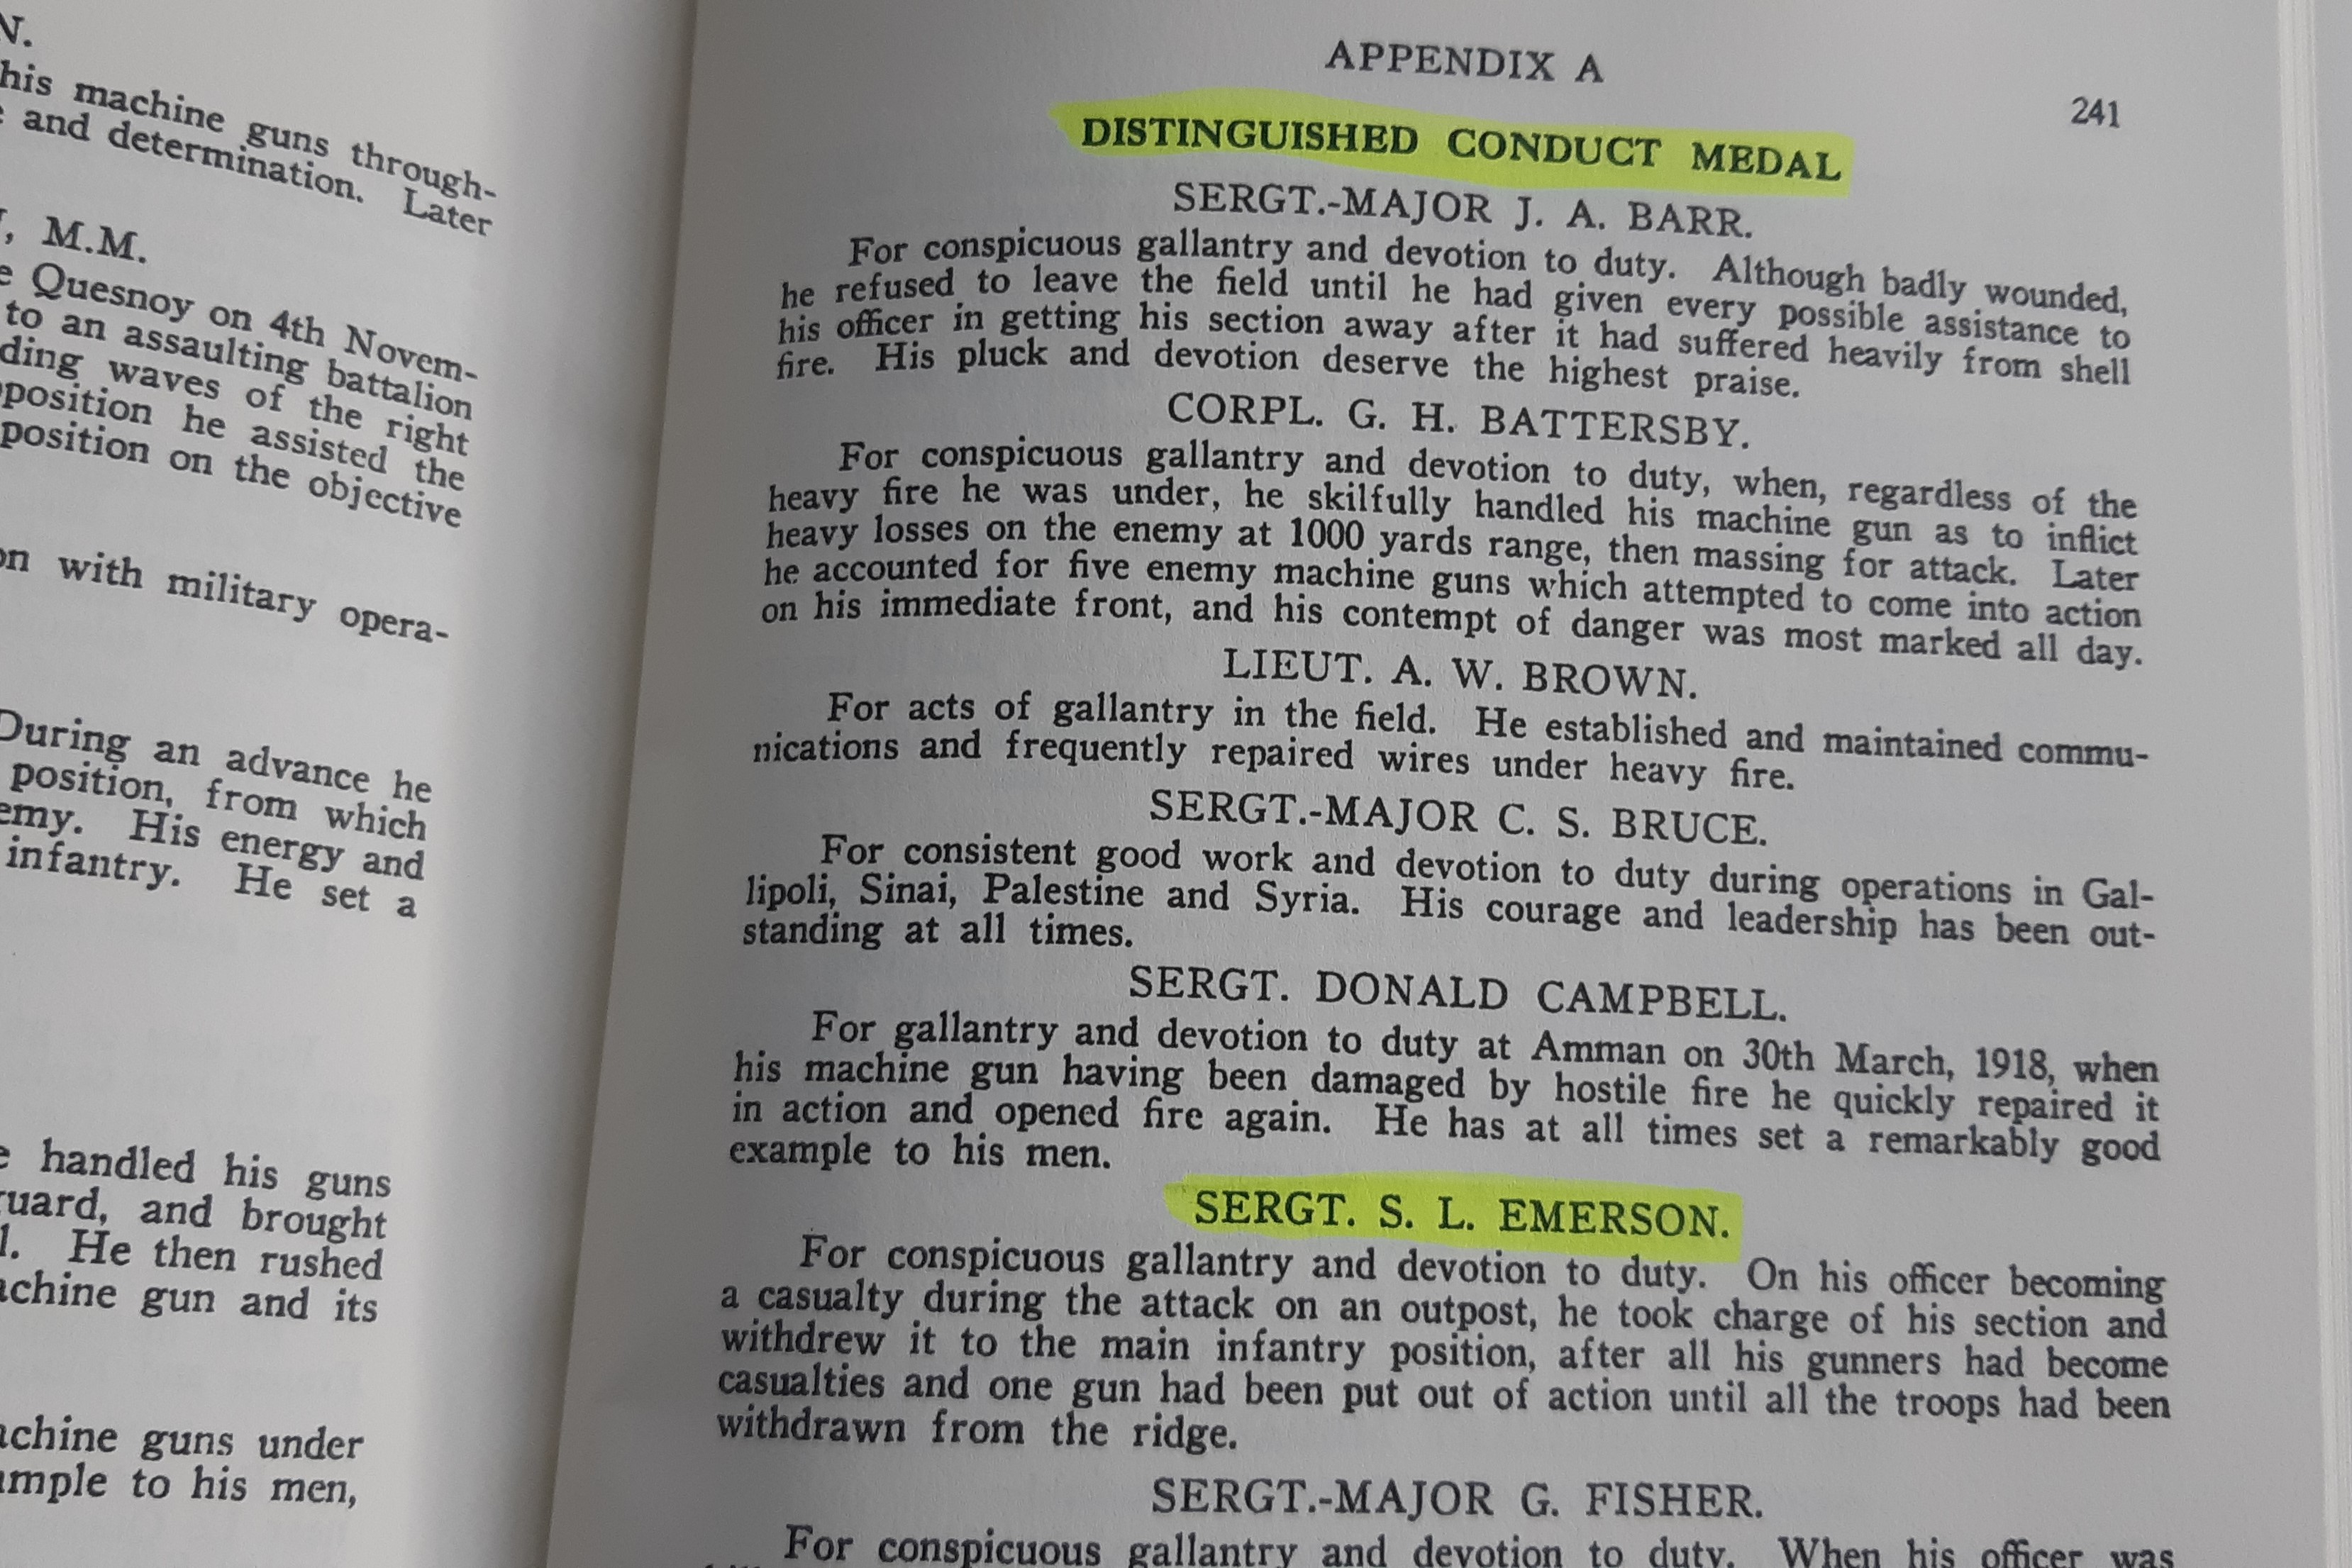 N.
his machine guns through-
and determination. Later
M.M.
Quesnoy on 4th Novem-
to an assaulting battalion
waves of the right
he assisted the
position on the objective
with military opera-
During an advance he
position, from which
His energy and
infantry. He set a
handled his guns
and brought
He then rushed
gun and its
guns under
to his men,
APPENDIX A
241
DISTINGUISHED CONDUCT MEDAL
SERGT.-MAJOR J. A. BARR.
For conspicuous gallantry and devotion to duty. Although badly wounded,
he refused to leave the field until he had given every possible assistance to
his officer in getting his section away after it had suffered heavily from shell
fire. His pluck and devotion deserve the highest praise.
CORPL. G. H. BATTERSBY.
For conspicuous gallantry and devotion to duty, when, regardless of the
heavy fire he was under, he skilfully handled his machine gun as to inflict
heavy losses on the enemy at 1000 yards range, then massing for attack. Later
he accounted for five enemy machine guns which attempted to come into action
on his immediate front, and his contempt of danger was most marked all day.
LIEUT. A. W. BROWN.
For acts of gallantry in the field. He established and maintained commu-
nications and frequently repaired wires under heavy fire.
SERGT.-MAJOR C. S. BRUCE.
For consistent good work and devotion to duty during operations in Gal-
lipoli, Sinai, Palestine and Syria. His courage and leadership has been out-
standing at all times.
SERGT. DONALD CAMPBELL.
For gallantry and devotion to duty at Amman on 30th March, 1918, when
his machine gun having been damaged by hostile fire he quickly repaired it
in action and opened fire again. He has at all times set a remarkably good
example to his men.
SERGT. S. L. EMERSON.
For conspicuous gallantry and devotion to duty. On his officer becoming
a casualty during the attack on an outpost, he took charge of his section and
withdrew it to the main infantry position, after all his gunners had become
casualties and one gun had been put out of action until all the troops had been
withdrawn from the ridge.
SERGT.-MAJOR G. FISHER.
For conspicuous gallantry and devotion to duty. When his officer was